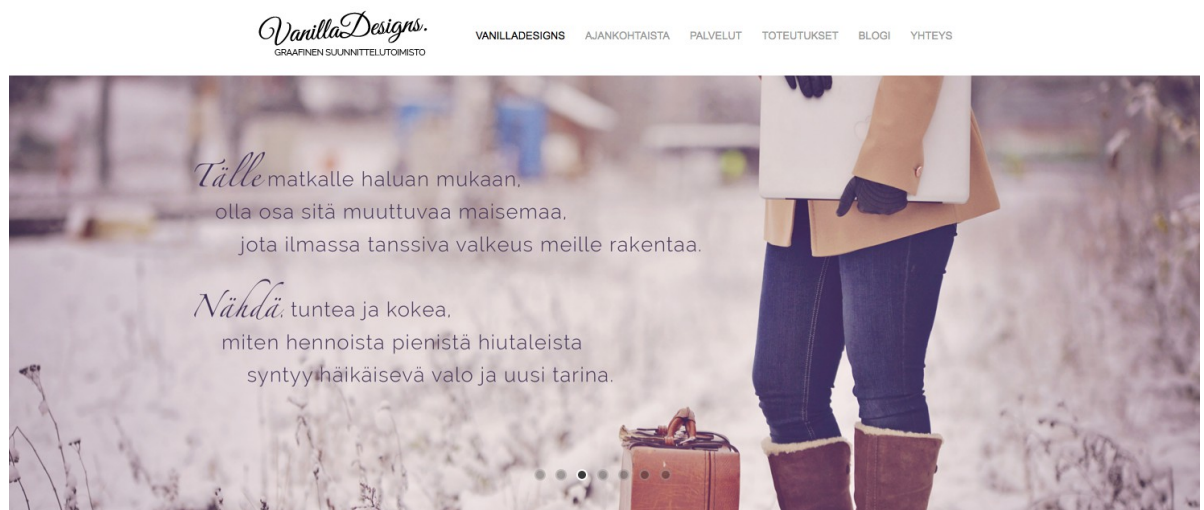 VanillaDesigns.
GRAAFINEN SUUNNITTELUTOIMISTO
VANILLADESIGNS AJANKOHTAISTA PALVELUT TOTEUTUKSET BLOGI YHTEYS
Tälle matkalle haluan mukaan,
olla osa sitä muuttuvaa maisemaa,
jota ilmassa tanssiva valkeus meille rakentaa.
Nähdä, tuntea ja kokea,
miten hennoista pienistä hiutaleista
syntyy häikäisevä valo ja uusi tarina.